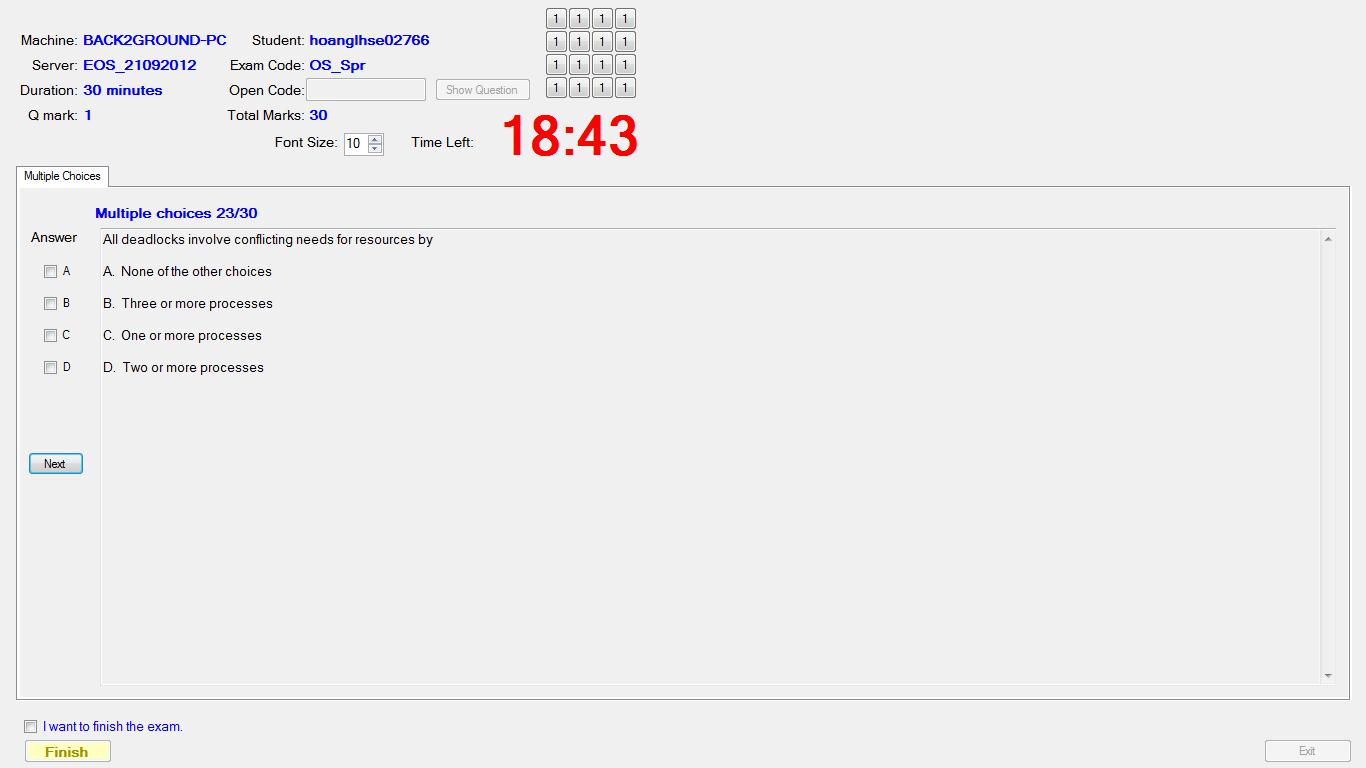 Machine: BACK2GROUND-PC Student: hoanglhse02766
Server: EOS_21092012 Exam Code: OS_Spr
Duration: 30 minutes Open Code: Show Question
Q mark: 1 Total Marks: 30
Font Size: 10 Time Left: 18:43
1 1 1 1
1 1 1 1
1 1 1 1
1 1 1 1
Multiple Choices
Multiple choices 23/30
Answer
All deadlocks involve conflicting needs for resources by
A A. None of the other choices
B B. Three or more processes
C C. One or more processes
D D. Two or more processes
Next
I want to finish the exam.
Finish
Exit